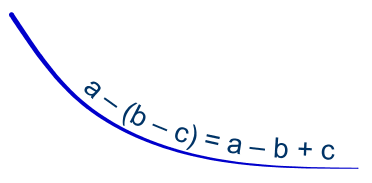 a – (b – c) = a – b + c